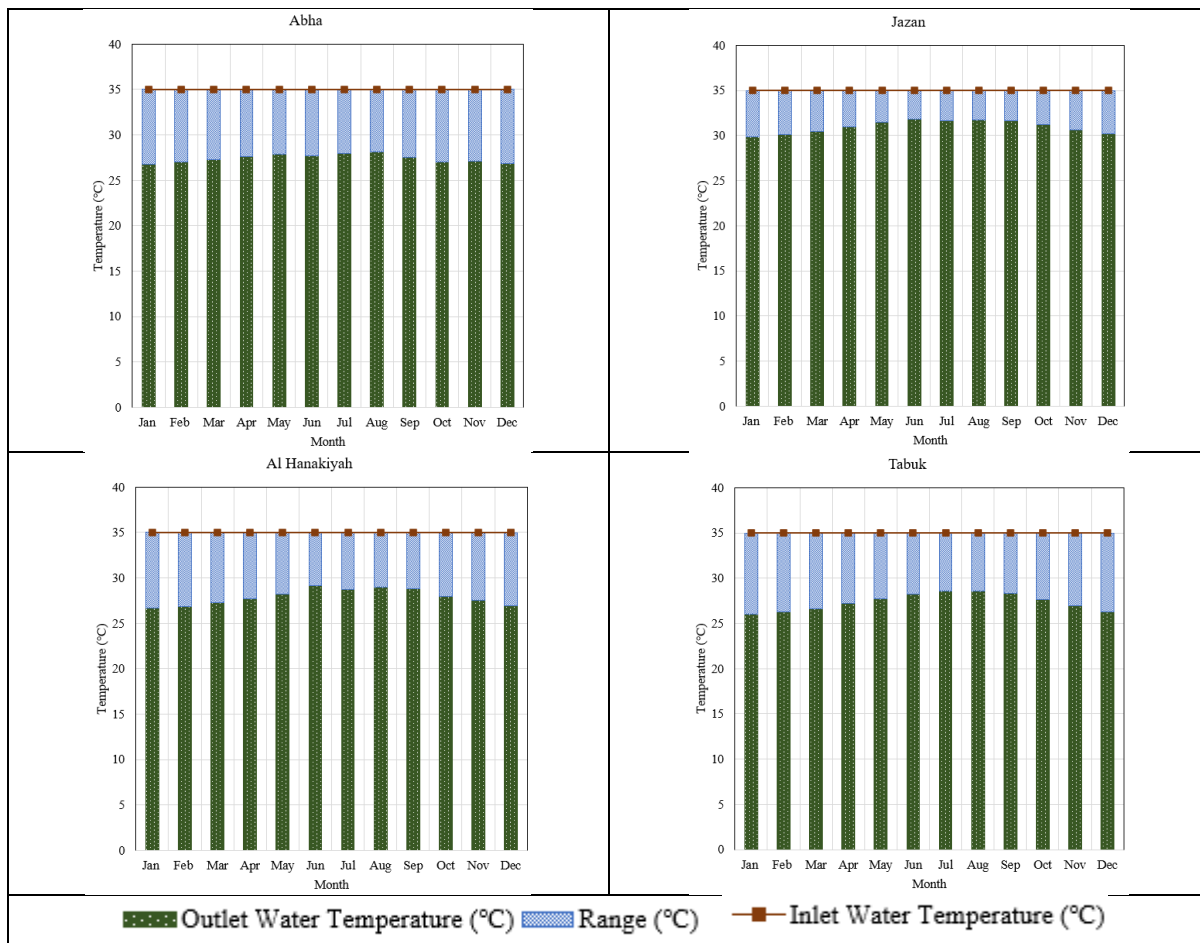 Abha
Temperature (°C)
40
35
30
25
20
15
10
5
0
Jan Feb Mar Apr May Jun Jul Aug Sep Oct Nov Dec
Month
Jazan
Temperature (°C)
40
35
30
25
20
15
10
5
0
Jan Feb Mar Apr May Jun Jul Aug Sep Oct Nov Dec
Month
Al Hanakiyah
Temperature (°C)
40
35
30
25
20
15
10
5
0
Jan Feb Mar Apr May Jun Jul Aug Sep Oct Nov Dec
Month
Tabuk
Temperature (°C)
40
35
30
25
20
15
10
5
0
Jan Feb Mar Apr May Jun Jul Aug Sep Oct Nov Dec
Month
Outlet Water Temperature (°C) Range (°C) Inlet Water Temperature (°C)